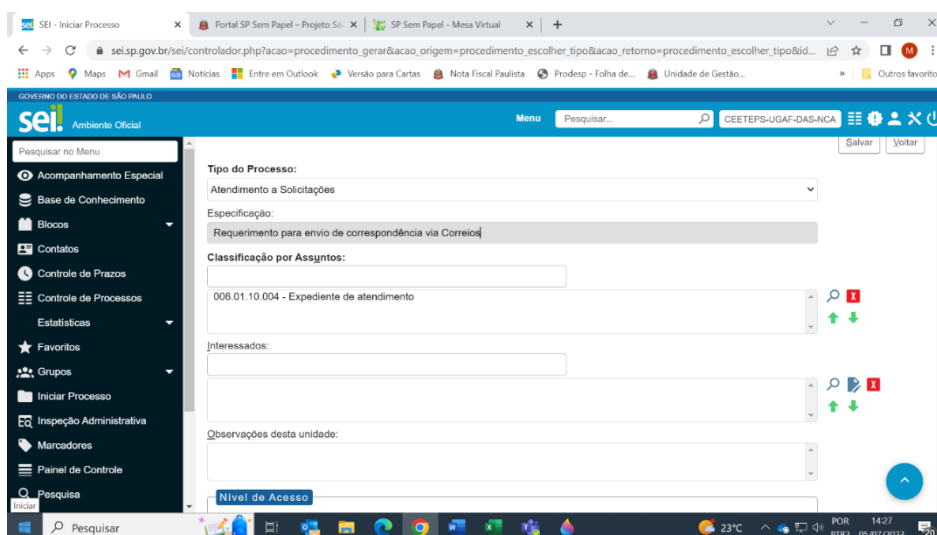 SEI - Iniciar Processo
Portal SP Sem Papel – Projeto Sã
SP Sem Papel - Mesa Virtual
sei.sp.gov.br/sei/controlador.php?acao=procedimento_gerar&acao_origem=procedimento_escolher_tipo&acao_retorno=procedimento_escolher_tipo&id...
M
Apps Maps Gmail Notícias Entre em Outlook Versão para Cartas Nota Fiscal Paulista Prodesp - Folha de... Unidade de Gestão... » Outros favorito
GOVERNO DO ESTADO DE SÃO PAULO
sei! Ambiente Oficial Menu Pesquisar... CEETEPS-UGAF-DAS-NCA
Salvar Voltar
Pesquisar no Menu
Acompanhamento Especial
Base de Conhecimento
Blocos
Contatos
Controle de Prazos
Controle de Processos
Estatísticas
Favoritos
Grupos
Iniciar Processo
Inspeção Administrativa
Marcadores
Painel de Controle
Pesquisa
Iniciar
Tipo do Processo:
Atendimento a Solicitações
Especificação:
Requerimento para envio de correspondência via Correios
Classificação por Assuntos:
006.01.10.004 - Expediente de atendimento
Interessados:
Observações desta unidade:
Nível de Acesso
Pesquisar
23°C
POR 14:27
PTB2 05/07/2023